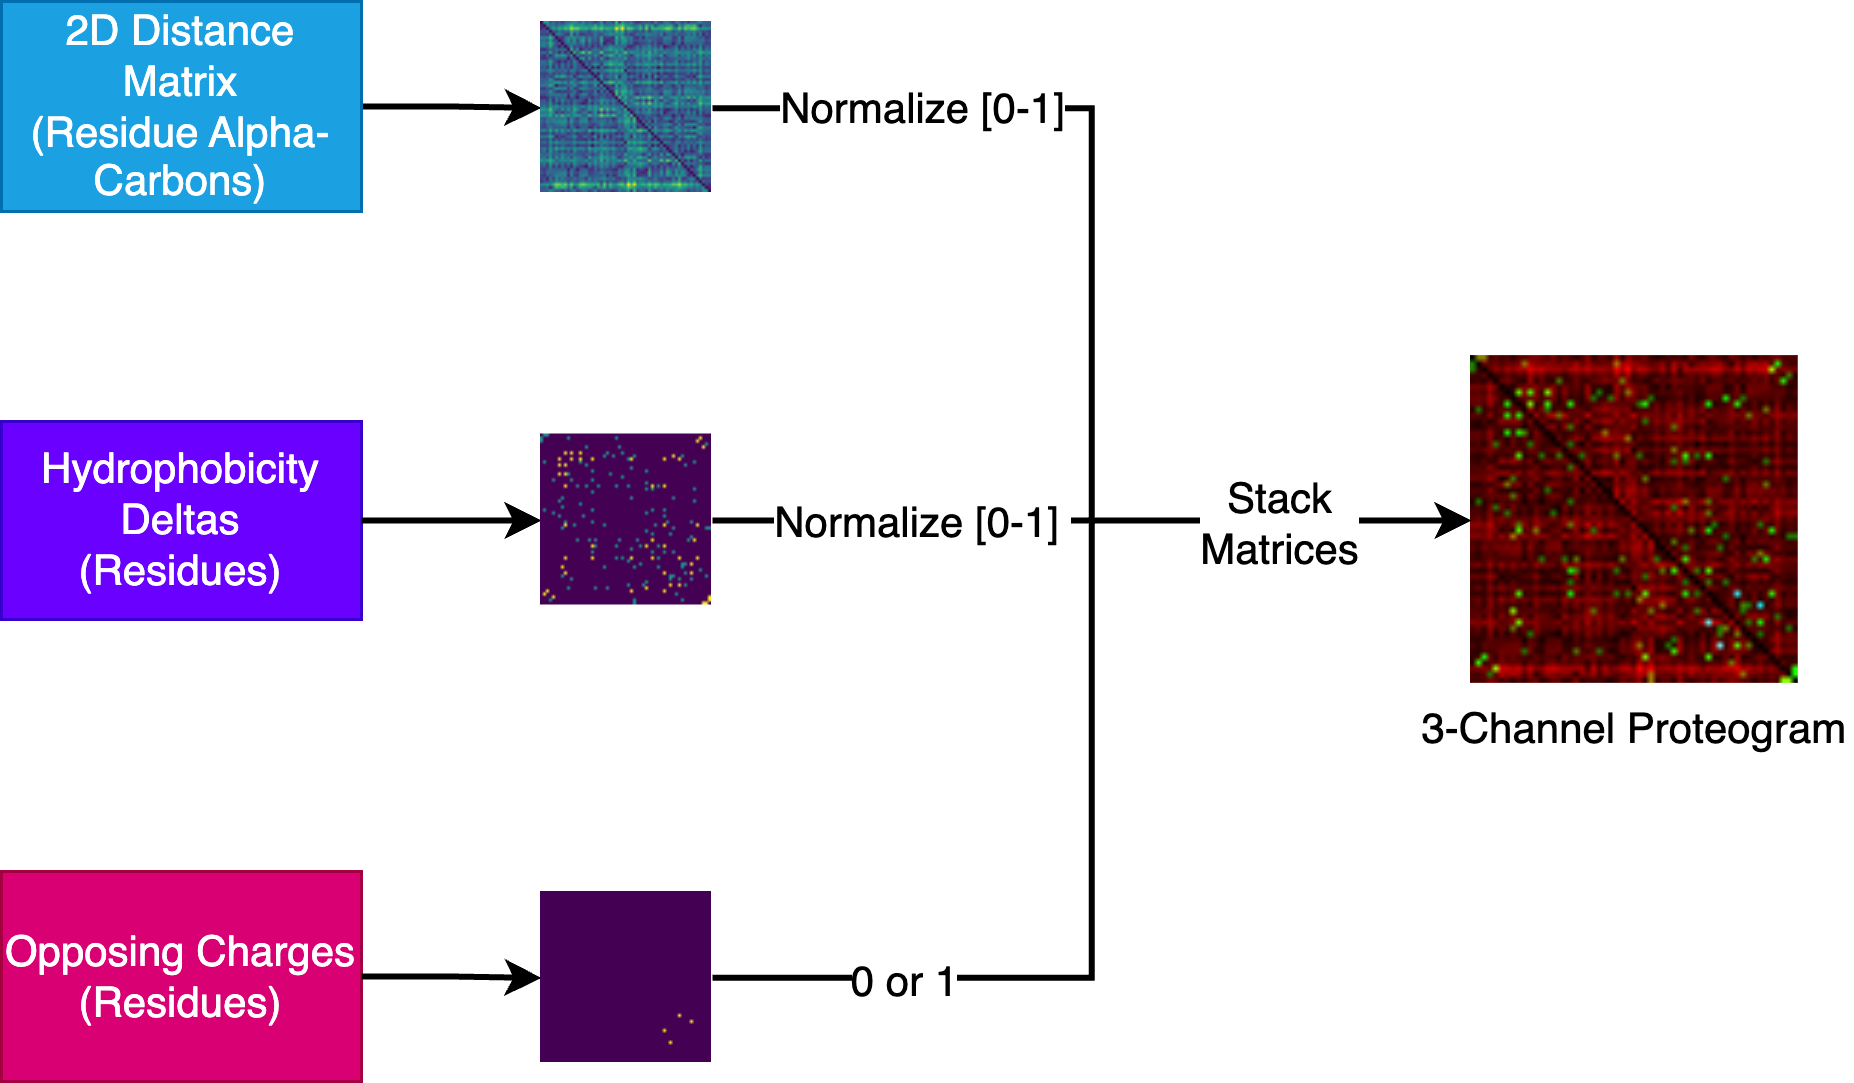 2D Distance
Matrix
(Residue Alpha-
Carbons)
Normalize [0-1]
Hydrophobicity
Deltas
(Residues)
Normalize [0-1]
Stack
Matrices
3-Channel Proteogram
Opposing Charges
(Residues)
0 or 1